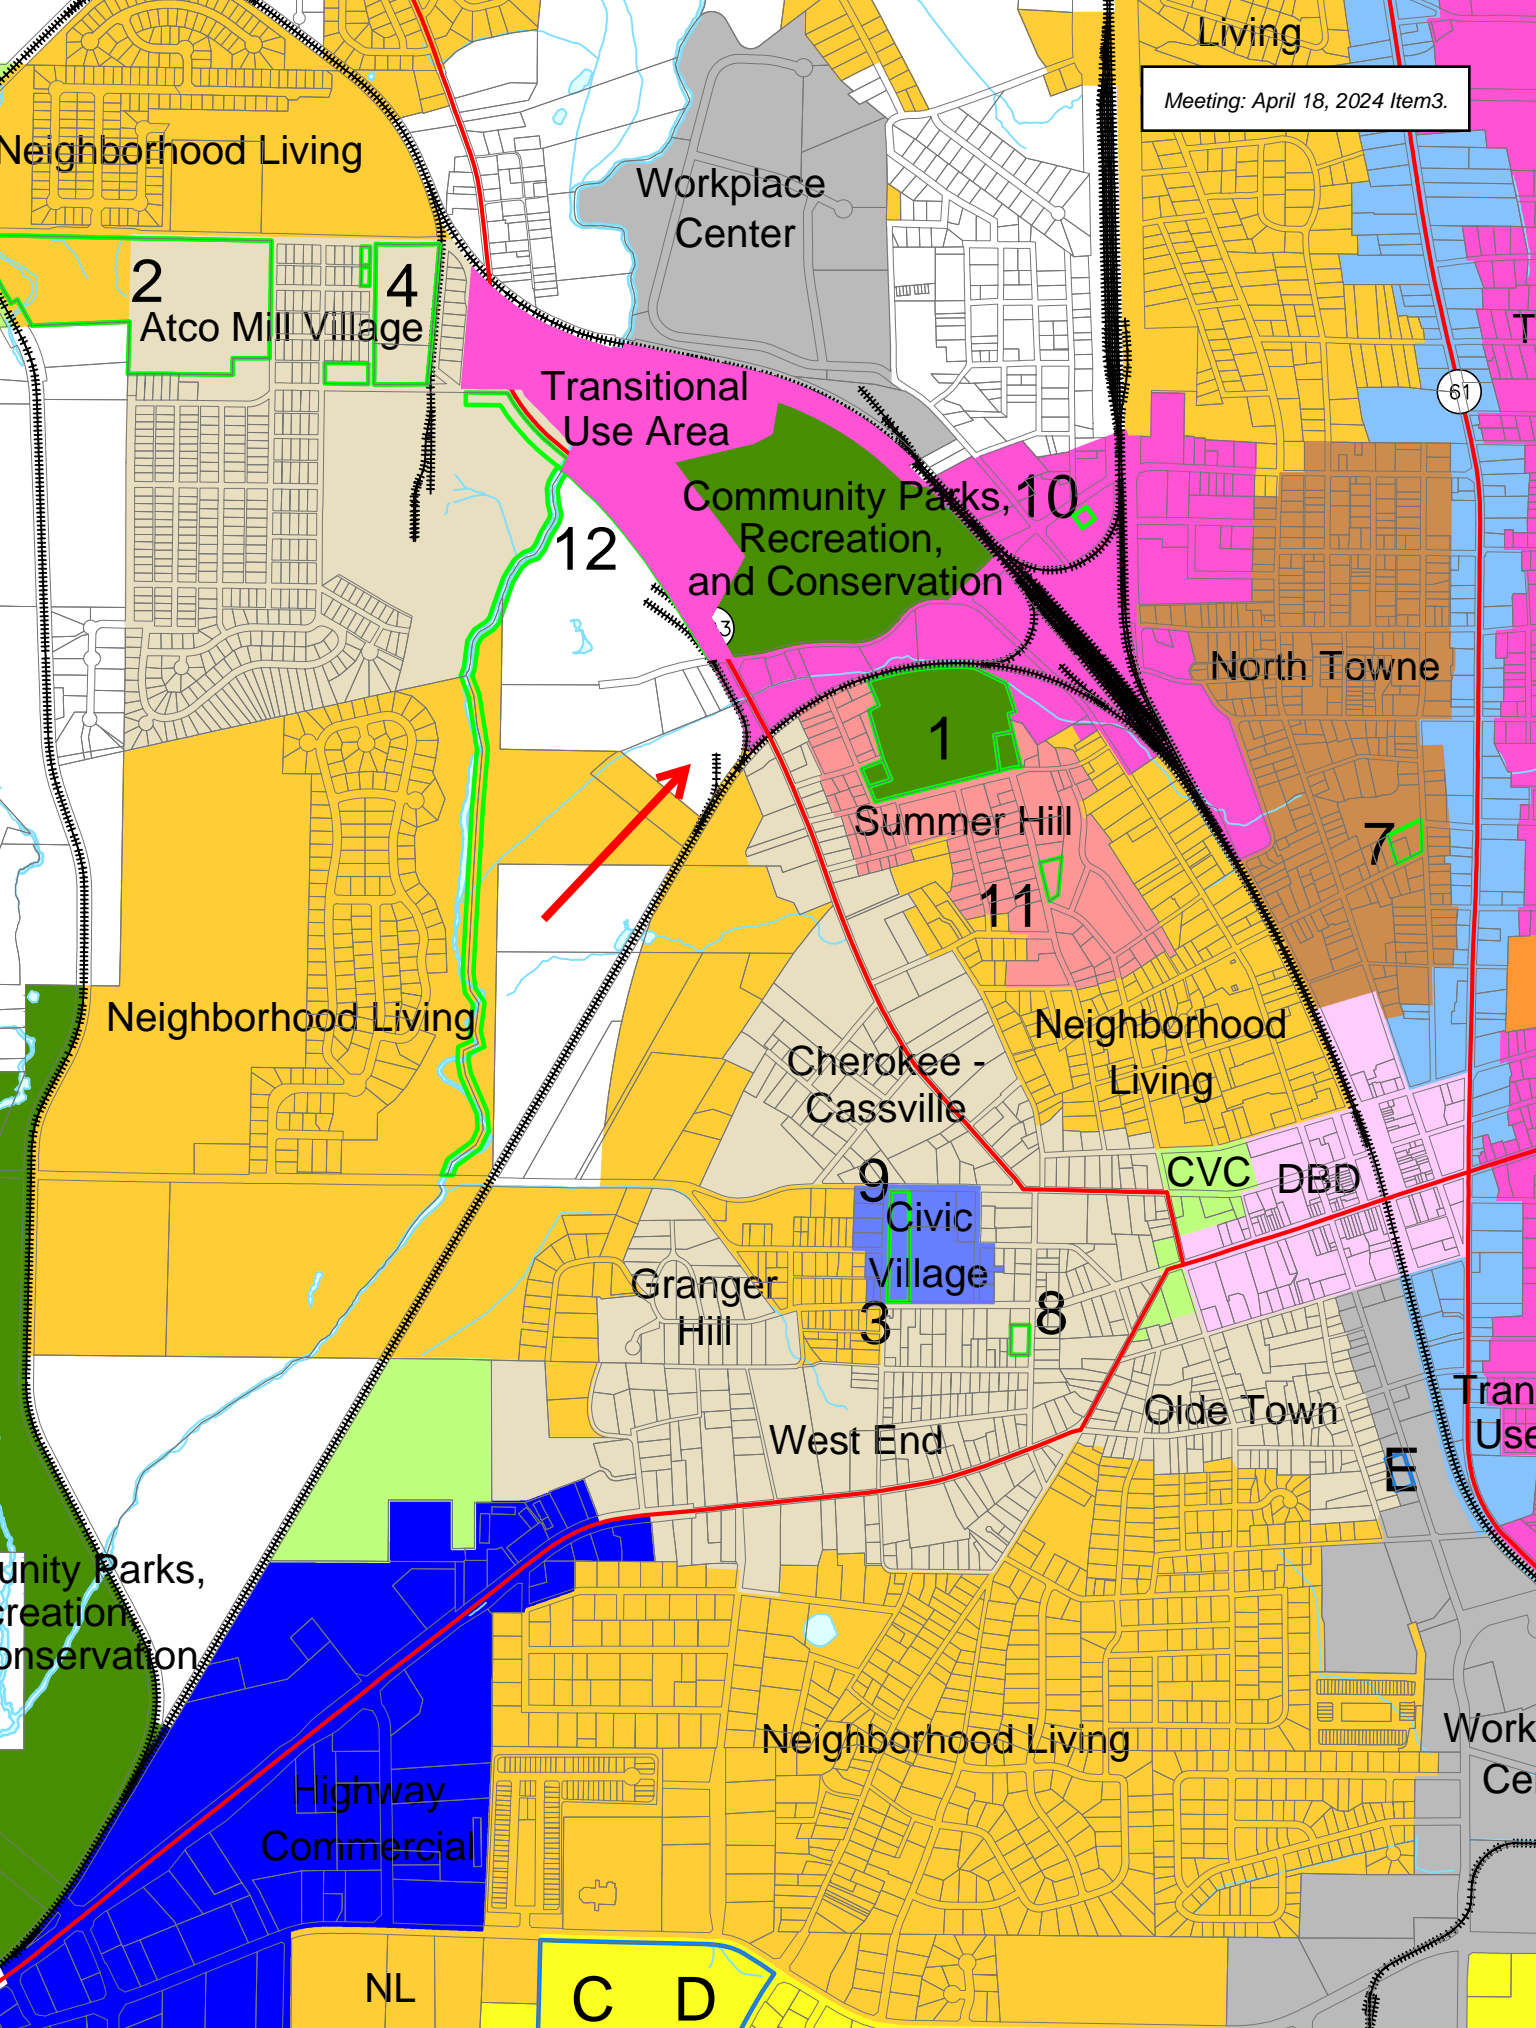 Living
Meeting: April 18, 2024 Item3.
Neighborhood Living
Workplace
Center
2
4
Atco Mill Village
T
Transitional
Use Area
61
Community Parks,
Recreation,
and Conservation
10
12
3
North Towne
1
Summer Hill
7
11
Neighborhood Living
Neighborhood
Living
Cherokee -
Cassville
9
CVC
DBD
Civic
Village
Granger
Hill
3
8
Tran
Use
Olde Town
West End
E
unity Parks,
creation,
onservation
Neighborhood Living
Work
Ce
Highway
Commercial
NL
C
D